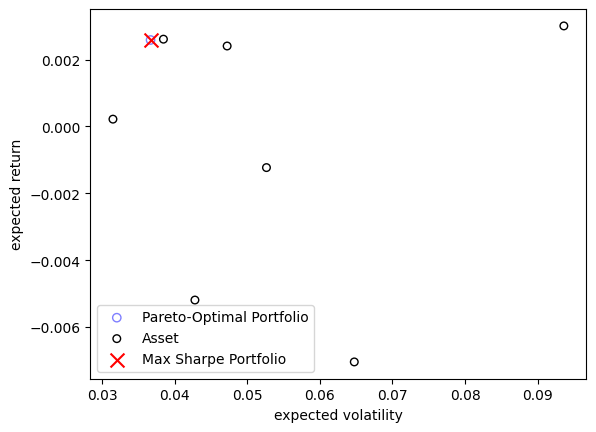 0.002
0.000
−0.002
−0.004
−0.006
expected return
Pareto-Optimal Portfolio
Asset
Max Sharpe Portfolio
0.03 0.04 0.05 0.06 0.07 0.08 0.09
expected volatility